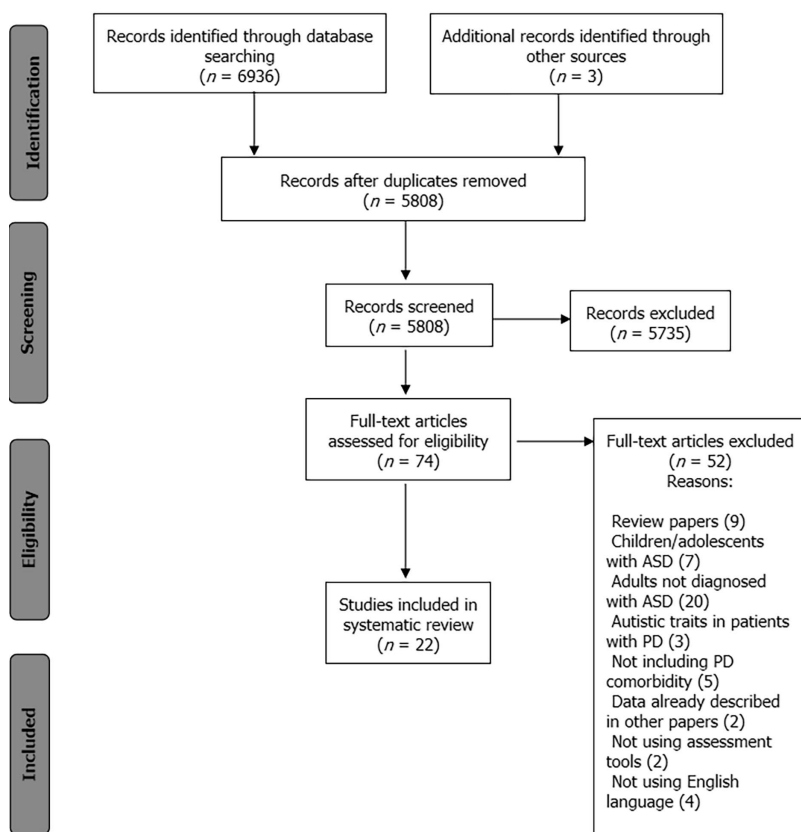 Identification
Records identified through database
searching
(n = 6936)
Additional records identified through
other sources
(n = 3)
Records after duplicates removed
(n = 5808)
Screening
Records screened
(n = 5808)
Records excluded
(n = 5735)
Eligibility
Full-text articles
assessed for eligibility
(n = 74)
Full-text articles excluded
(n = 52)
Reasons:
Review papers (9)
Children/adolescents
with ASD (7)
Adults not diagnosed
with ASD (20)
Autistic traits in patients
with PD (3)
Not including PD
comorbidity (5)
Data already described
in other papers (2)
Not using assessment
tools (2)
Not using English
language (4)
Included
Studies included in
systematic review
(n = 22)